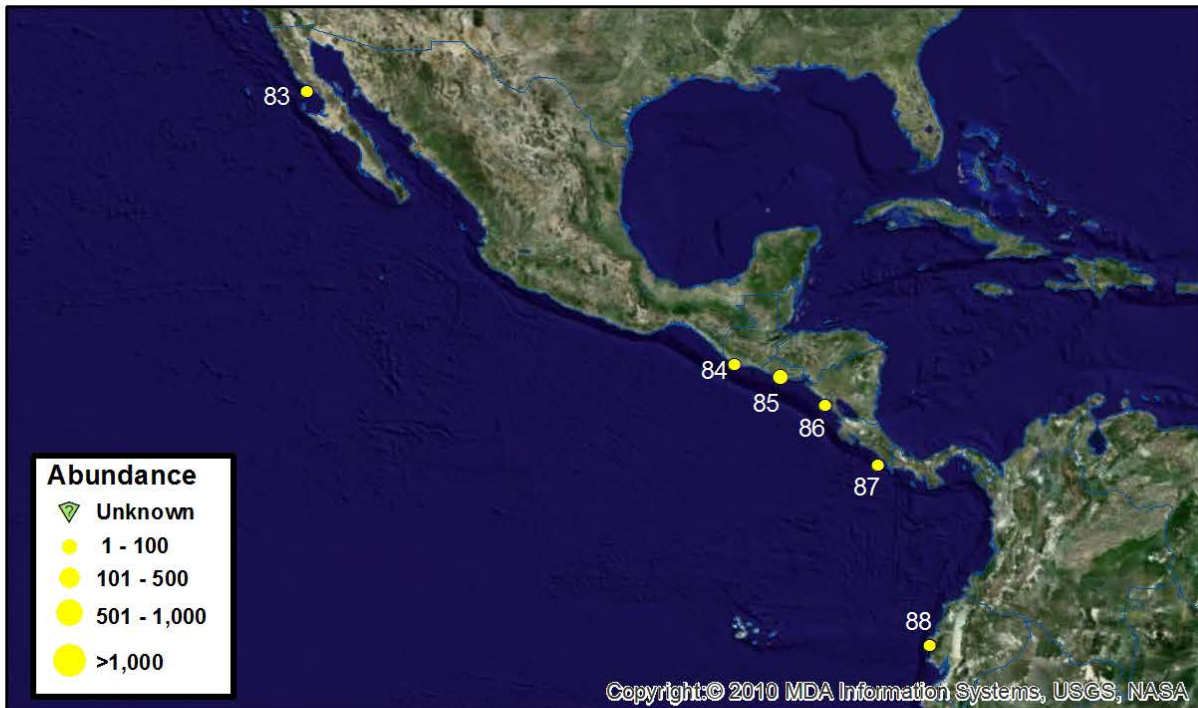 83
84
85
86
87
88
Abundance
? Unknown
1 - 100
101 - 500
501 - 1,000
>1,000
Copyright:© 2010 MDA Information Systems, USGS, NASA